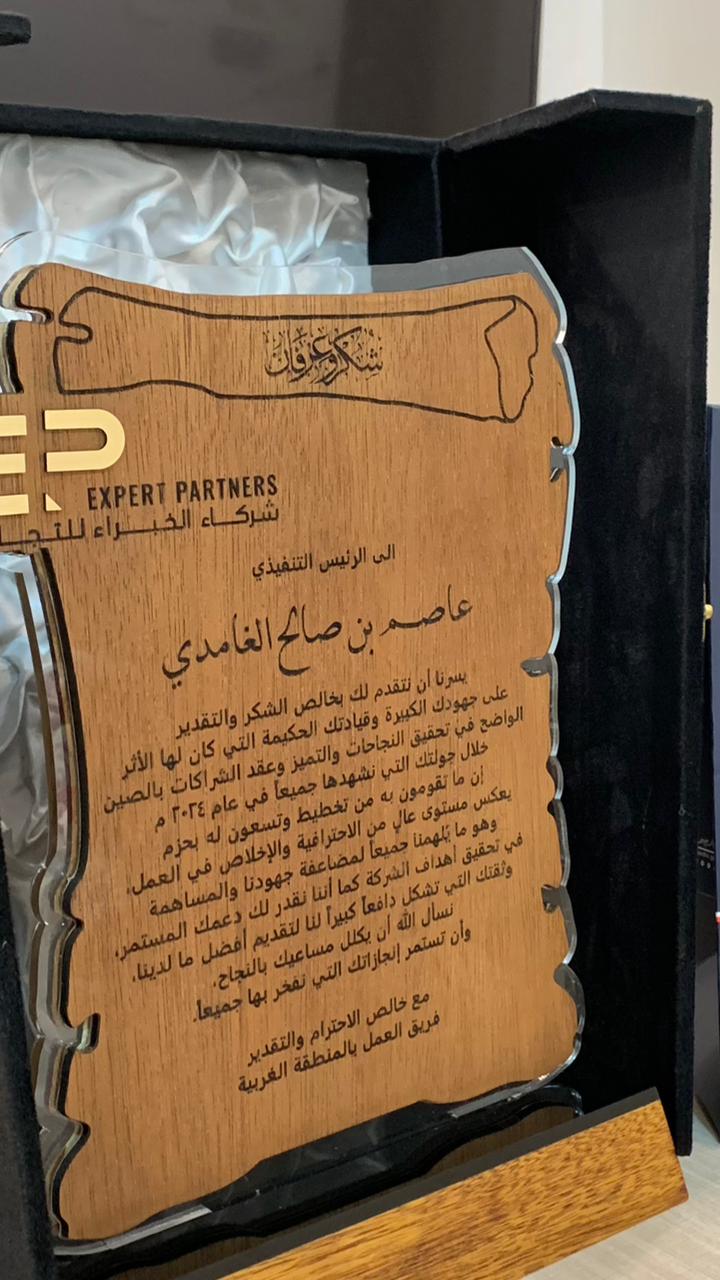 شكر وعرفان
EP
EXPERT PARTNERS
شركاء الخبراء
الى الرئيس التنفيذي
عاصم بن صالح الغامدي
يسرنا أن نتقدم لك بخالص الشكر والتقدير
على جهودك الكبيرة وقيادتك الحكيمة التي كان لها الأثر
الواضح في تحقيق النجاحات والتميز وعقد الشراكات بالصين
خلال جولتك التي نشهدها جميعاً في عام ٢٠٢٤ م
إن ما تقومون به من تخطيط وتسعون له بحزم
يعكس مستوى عالٍ من الاحترافية والإخلاص في العمل،
وهو ما يُلهمنا جميعاً لمضاعفة جهودنا والمساهمة
في تحقيق أهداف الشركة كما أننا نقدر لك دعمك المستمر،
وثقتك التي تشكل دافعاً كبيراً لنا لتقديم أفضل ما لدينا،
نسأل الله أن يكلل مساعيك بالنجاح،
وأن تستمر إنجازاتك التي نفخر بها جميعاً.
مع خالص الاحترام والتقدير
فريق العمل بالمنطقة الغربية